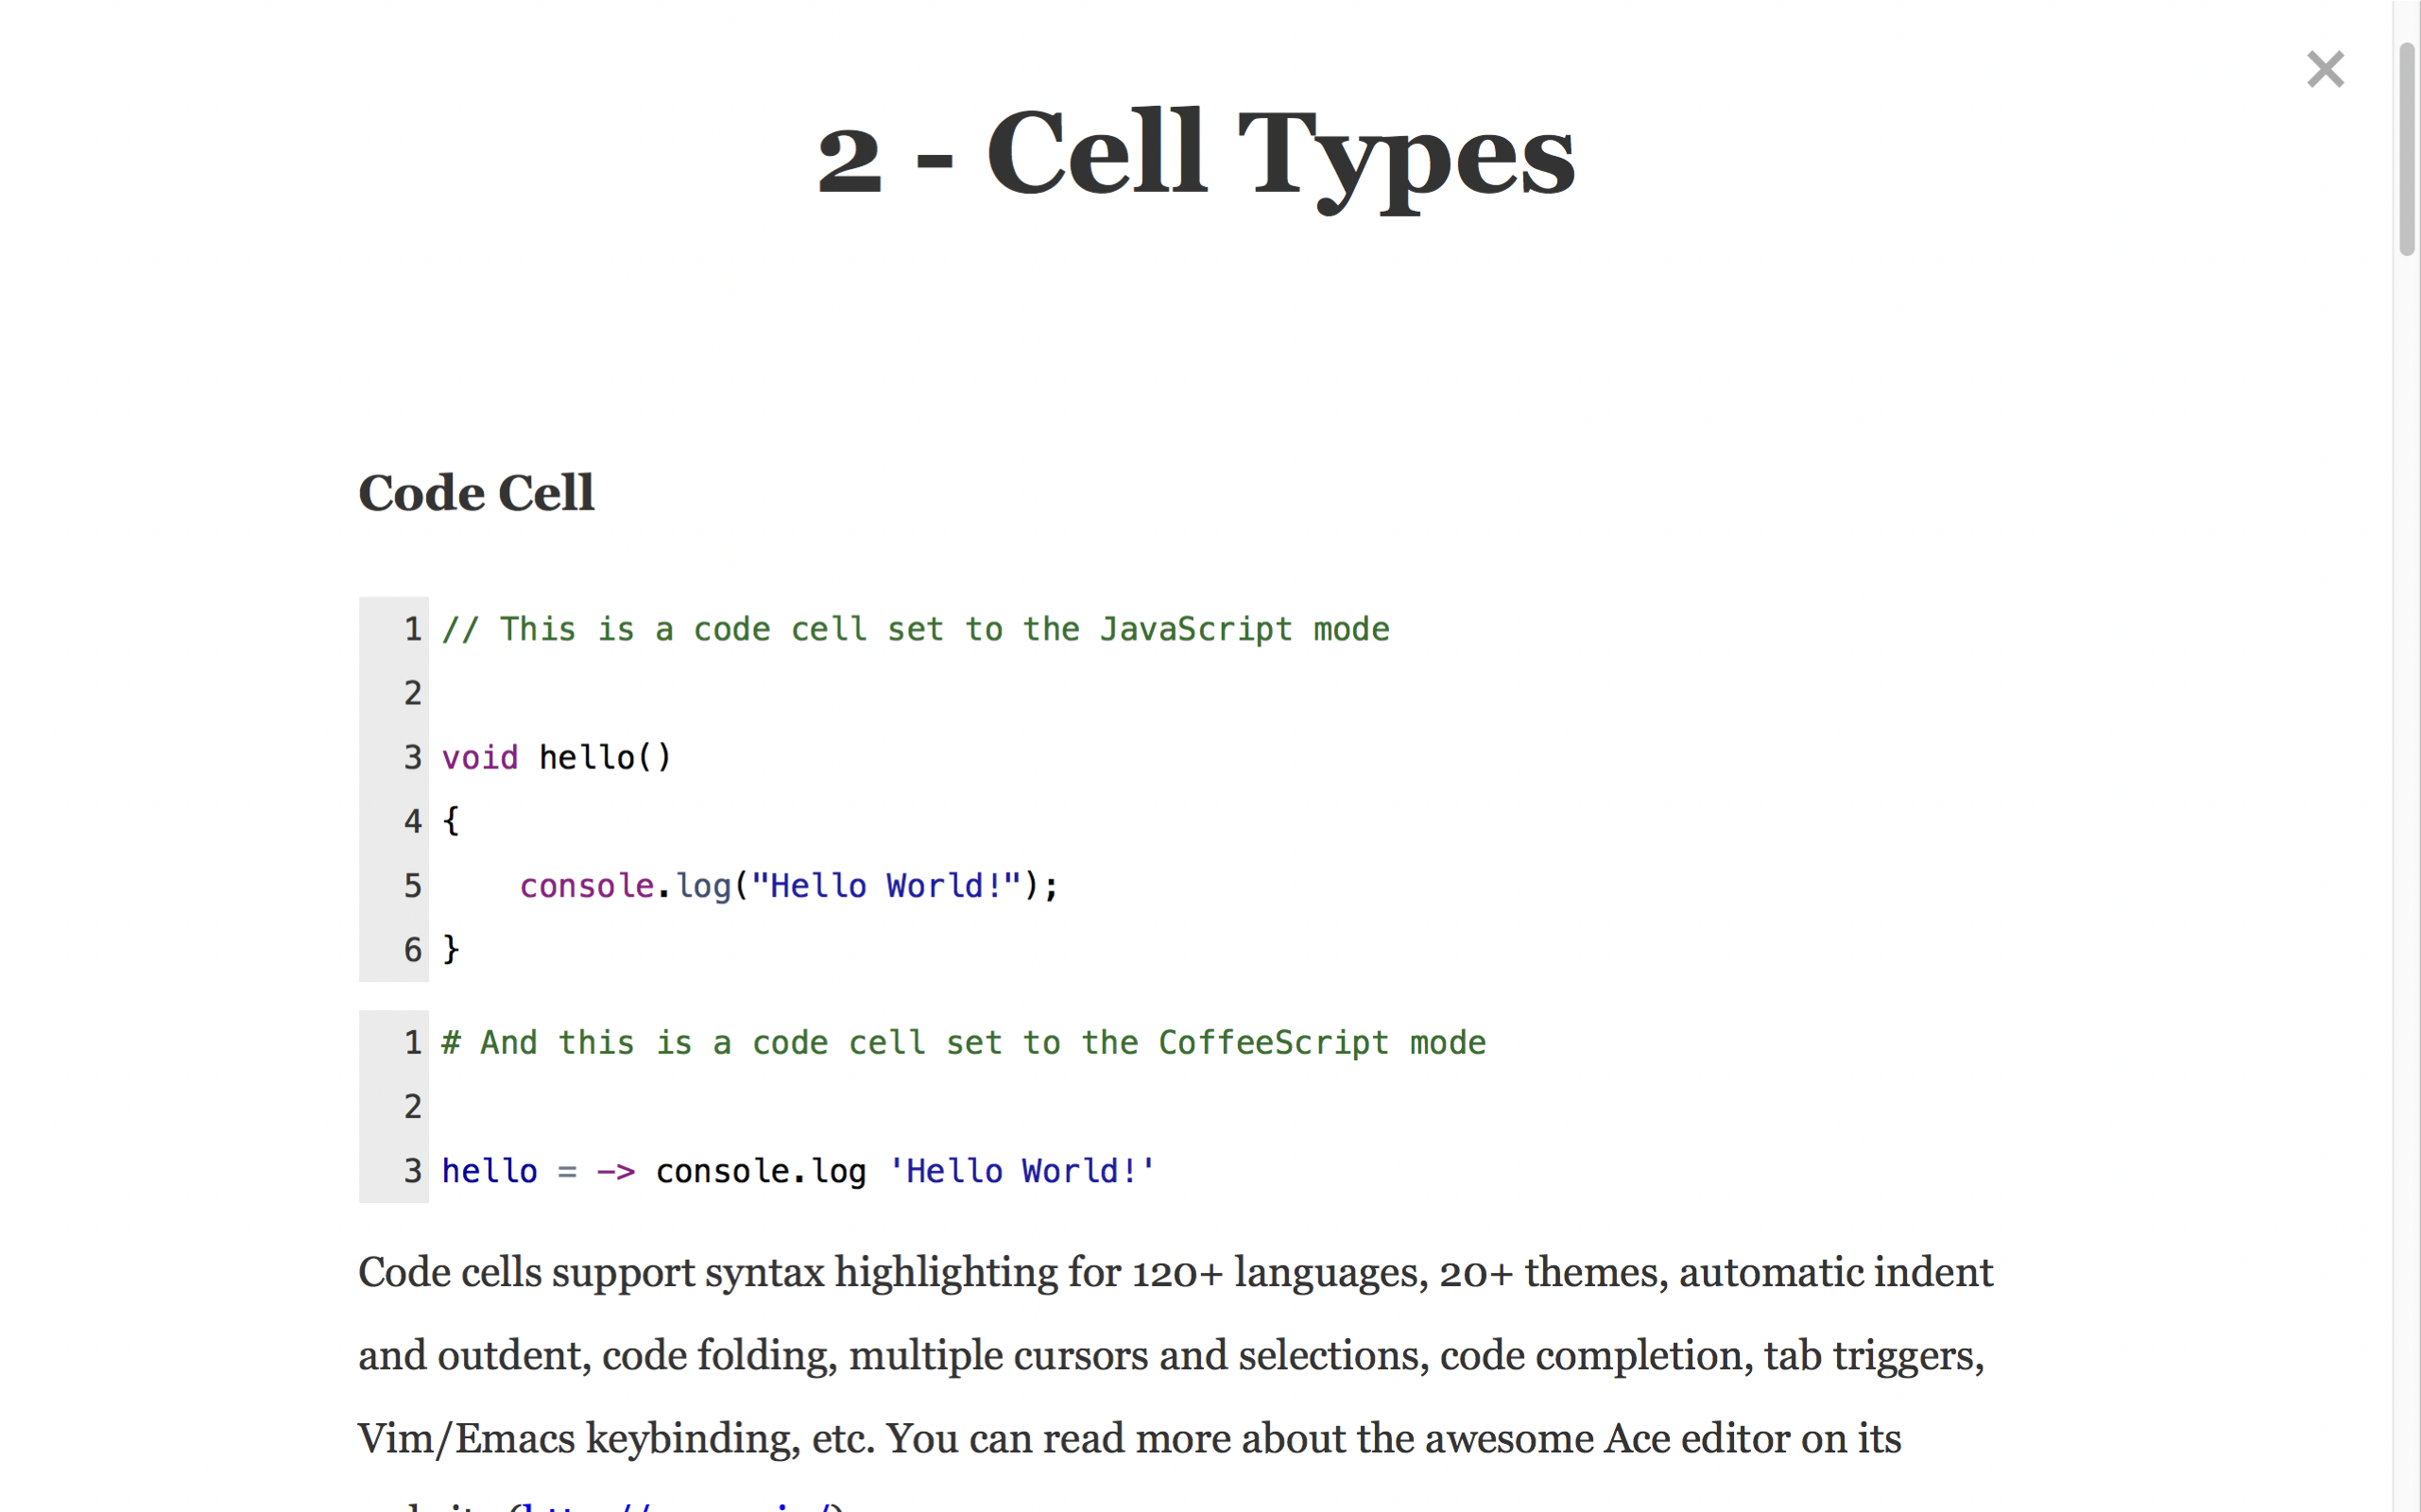 2 - Cell Types
Code Cell
1 // This is a code cell set to the JavaScript mode
2
3 void hello()
4 {
5     console.log("Hello World!");
6 }
1 # And this is a code cell set to the CoffeeScript mode
2
3 hello = -> console.log 'Hello World!'
Code cells support syntax highlighting for 120+ languages, 20+ themes, automatic indent
and outdent, code folding, multiple cursors and selections, code completion, tab triggers,
Vim/Emacs keybinding, etc. You can read more about the awesome Ace editor on its